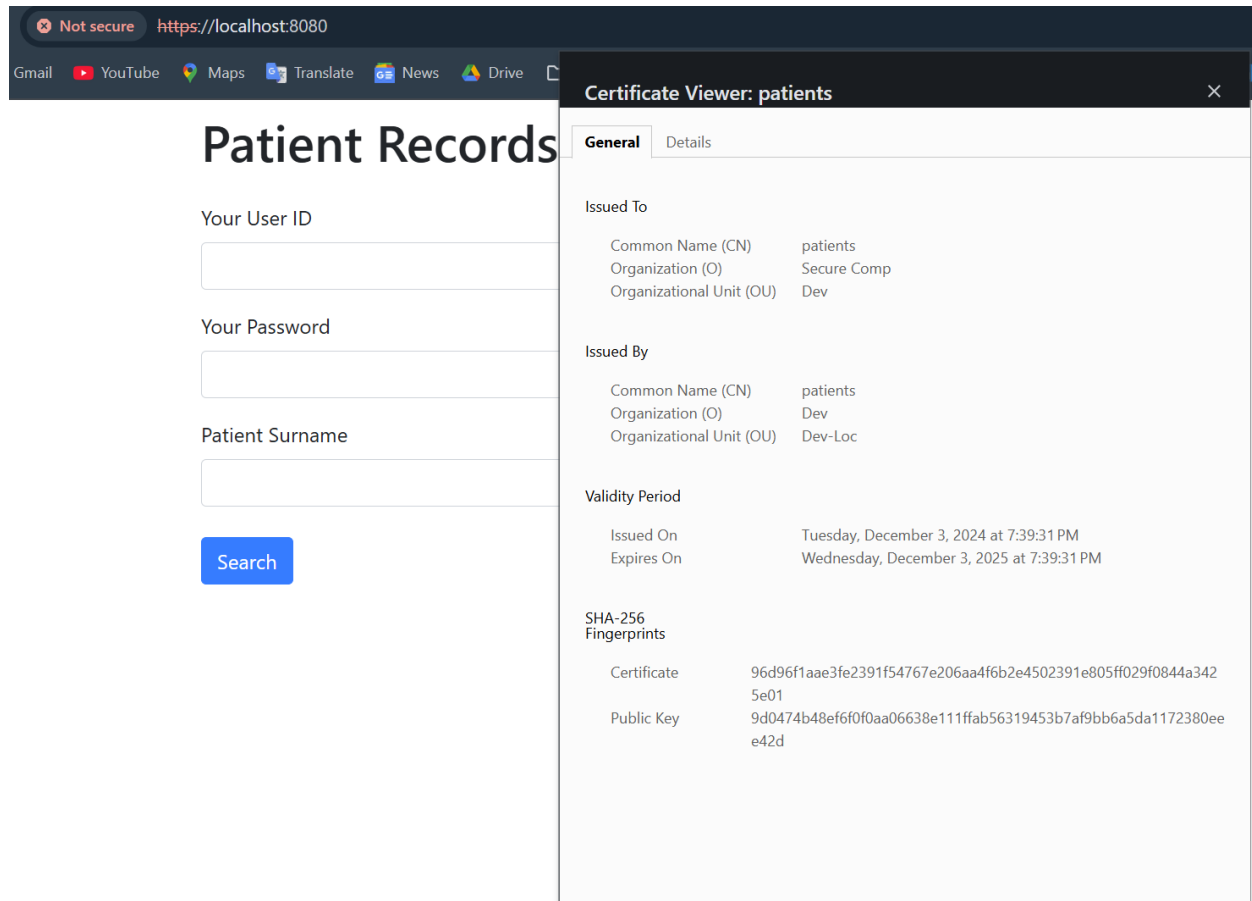 Not secure https://localhost:8080
Gmail YouTube Maps Translate News Drive
Certificate Viewer: patients
Patient Records
General Details
Your User ID
Your Password
Patient Surname
Search
Issued To
Common Name (CN) patients
Organization (O) Secure Comp
Organizational Unit (OU) Dev
Issued By
Common Name (CN) patients
Organization (O) Dev
Organizational Unit (OU) Dev-Loc
Validity Period
Issued On Tuesday, December 3, 2024 at 7:39:31 PM
Expires On Wednesday, December 3, 2025 at 7:39:31 PM
SHA-256
Fingerprints
Certificate 96d96f1aae3fe2391f54767e206aa4f6b2e4502391e805ff029f0844a342
5e01
Public Key 9d0474b48ef6f0f0aa06638e111ffab56319453b7af9bb6a5da1172380ee
e42d